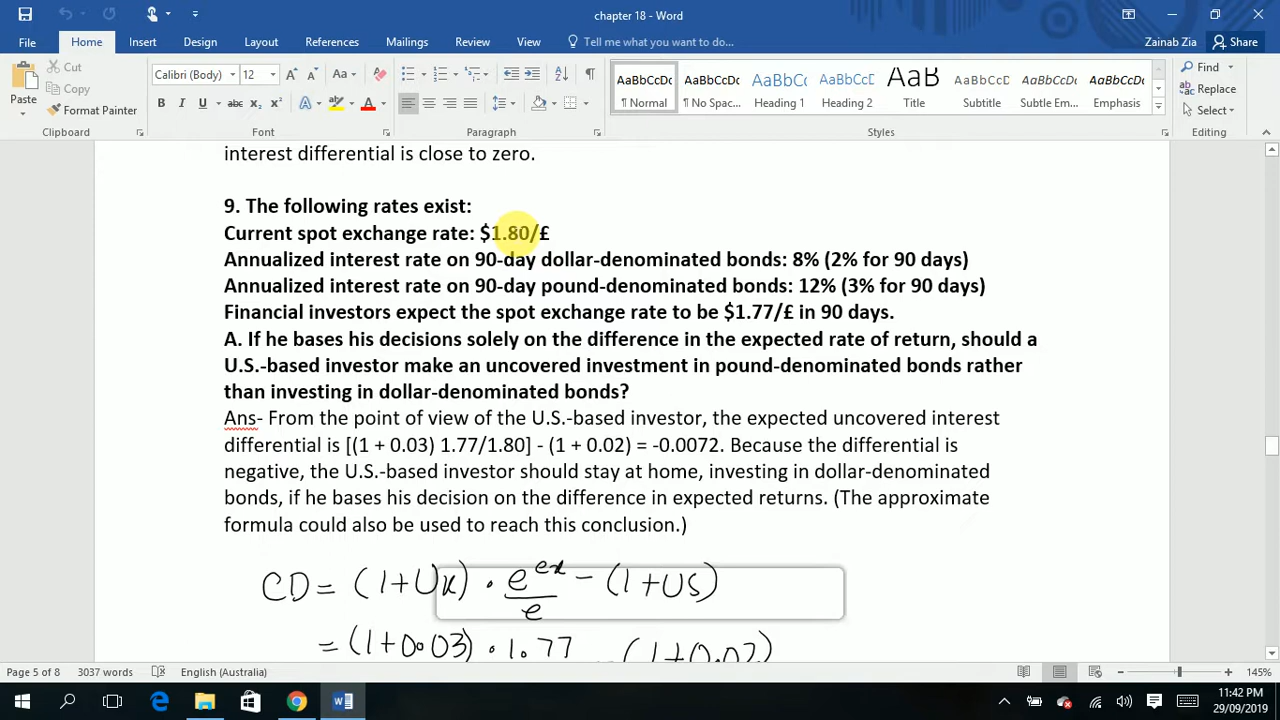 chapter 18 - Word
File Home Insert Design Layout References Mailings Review View Tell me what you want to do... Zainab Zia Share
Paste Cut Copy Format Painter Clipboard
Calibri (Body) 12 Font
Paragraph
AaBbCcDc ¶ Normal
AaBbCcDc ¶ No Spac...
AaBbCc Heading 1
AaBbCcD Heading 2
AaB Title
AaBbCcD Subtitle
AaBbCcDc Subtle Em...
AaBbCcDc Emphasis
Styles
Find Replace Select Editing
interest differential is close to zero.
9. The following rates exist:
Current spot exchange rate: $1.80/£
Annualized interest rate on 90-day dollar-denominated bonds: 8% (2% for 90 days)
Annualized interest rate on 90-day pound-denominated bonds: 12% (3% for 90 days)
Financial investors expect the spot exchange rate to be $1.77/£ in 90 days.
A. If he bases his decisions solely on the difference in the expected rate of return, should a
U.S.-based investor make an uncovered investment in pound-denominated bonds rather
than investing in dollar-denominated bonds?
Ans- From the point of view of the U.S.-based investor, the expected uncovered interest
differential is [(1 + 0.03) 1.77/1.80] - (1 + 0.02) = -0.0072. Because the differential is
negative, the U.S.-based investor should stay at home, investing in dollar-denominated
bonds, if he bases his decision on the difference in expected returns. (The approximate
formula could also be used to reach this conclusion.)
CD = (1+UK) · e^ex/e - (1+US)
= (1+0.03) · 1.77 - (1+0.02)
Page 5 of 8 3037 words English (Australia) 145%
11:42 PM
29/09/2019